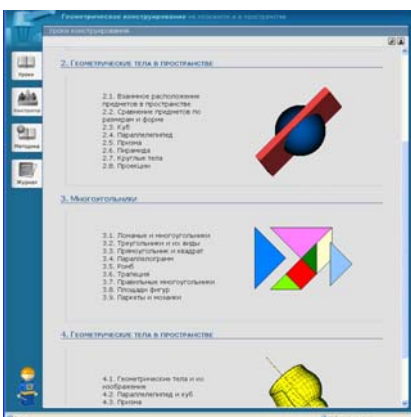 Геометрическое конструирование на плоскости и в пространстве
Уроки конструирования
Уроки
Методика
Журнал
2. Геометрические тела в пространстве
2.1. Взаимное расположение
предметов в пространстве
2.2. Сравнение предметов по
размерам и форме
2.3. Куб
2.4. Параллелепипед
2.5. Призма
2.6. Пирамида
2.7. Круглые тела
2.8. Проекции
3. Многоугольники
3.1. Ломаные и многоугольники
3.2. Треугольники и их виды
3.3. Прямоугольник и квадрат
3.4. Параллелограмм
3.5. Ромб
3.6. Трапеция
3.7. Правильные многоугольники
3.8. Площади фигур
3.9. Паркеты и мозаики
4. Геометрические тела в пространстве
4.1. Геометрические тела и их
изображение
4.2. Параллелепипед и куб
4.3. Призма